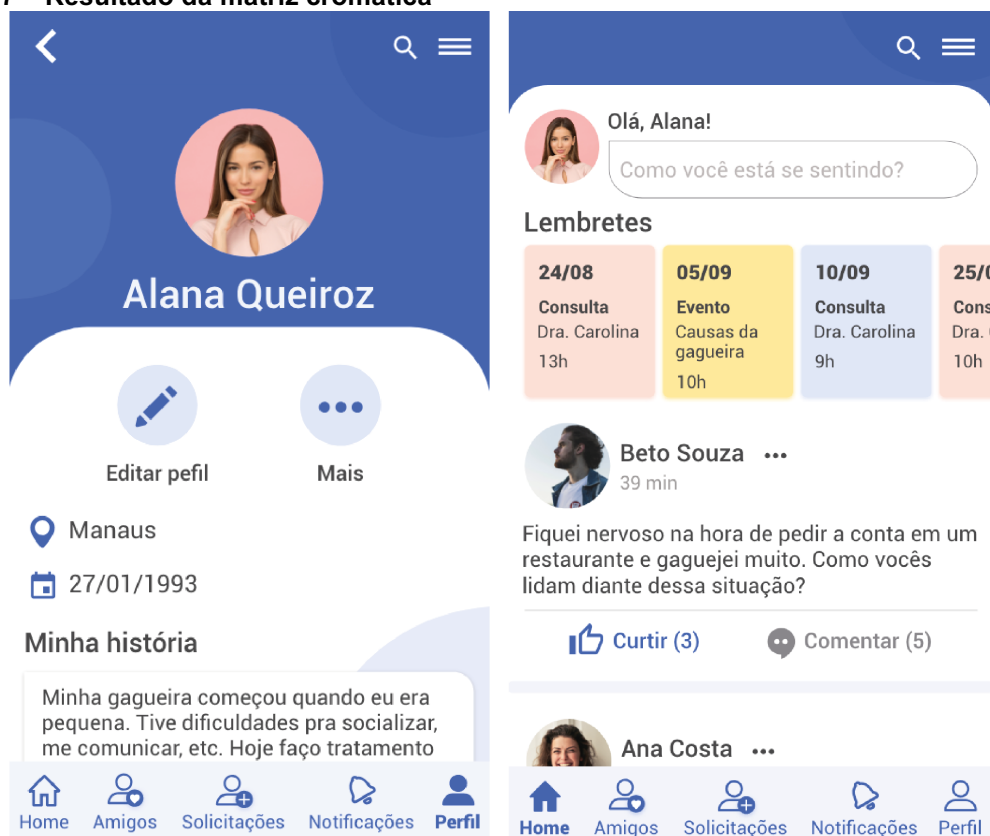 Resultado da matriz cromática
Alana Queiroz
Editar pefil
Mais
Manaus
27/01/1993
Minha história
Minha gagueira começou quando eu era
pequena. Tive dificuldades pra socializar,
me comunicar, etc. Hoje faço tratamento
Home Amigos Solicitações Notificações Perfil
Olá, Alana!
Como você está se sentindo?
Lembretes
24/08
Consulta
Dra. Carolina
13h
05/09
Evento
Causas da
gagueira
10h
10/09
Consulta
Dra. Carolina
9h
Dra.
10h
Beto Souza
39 min
Fiquei nervoso na hora de pedir a conta em um
restaurante e gaguejei muito. Como vocês
lidam diante dessa situação?
Curtir (3) Comentar (5)
Ana Costa
Home Amigos Solicitações Notificações Perfil